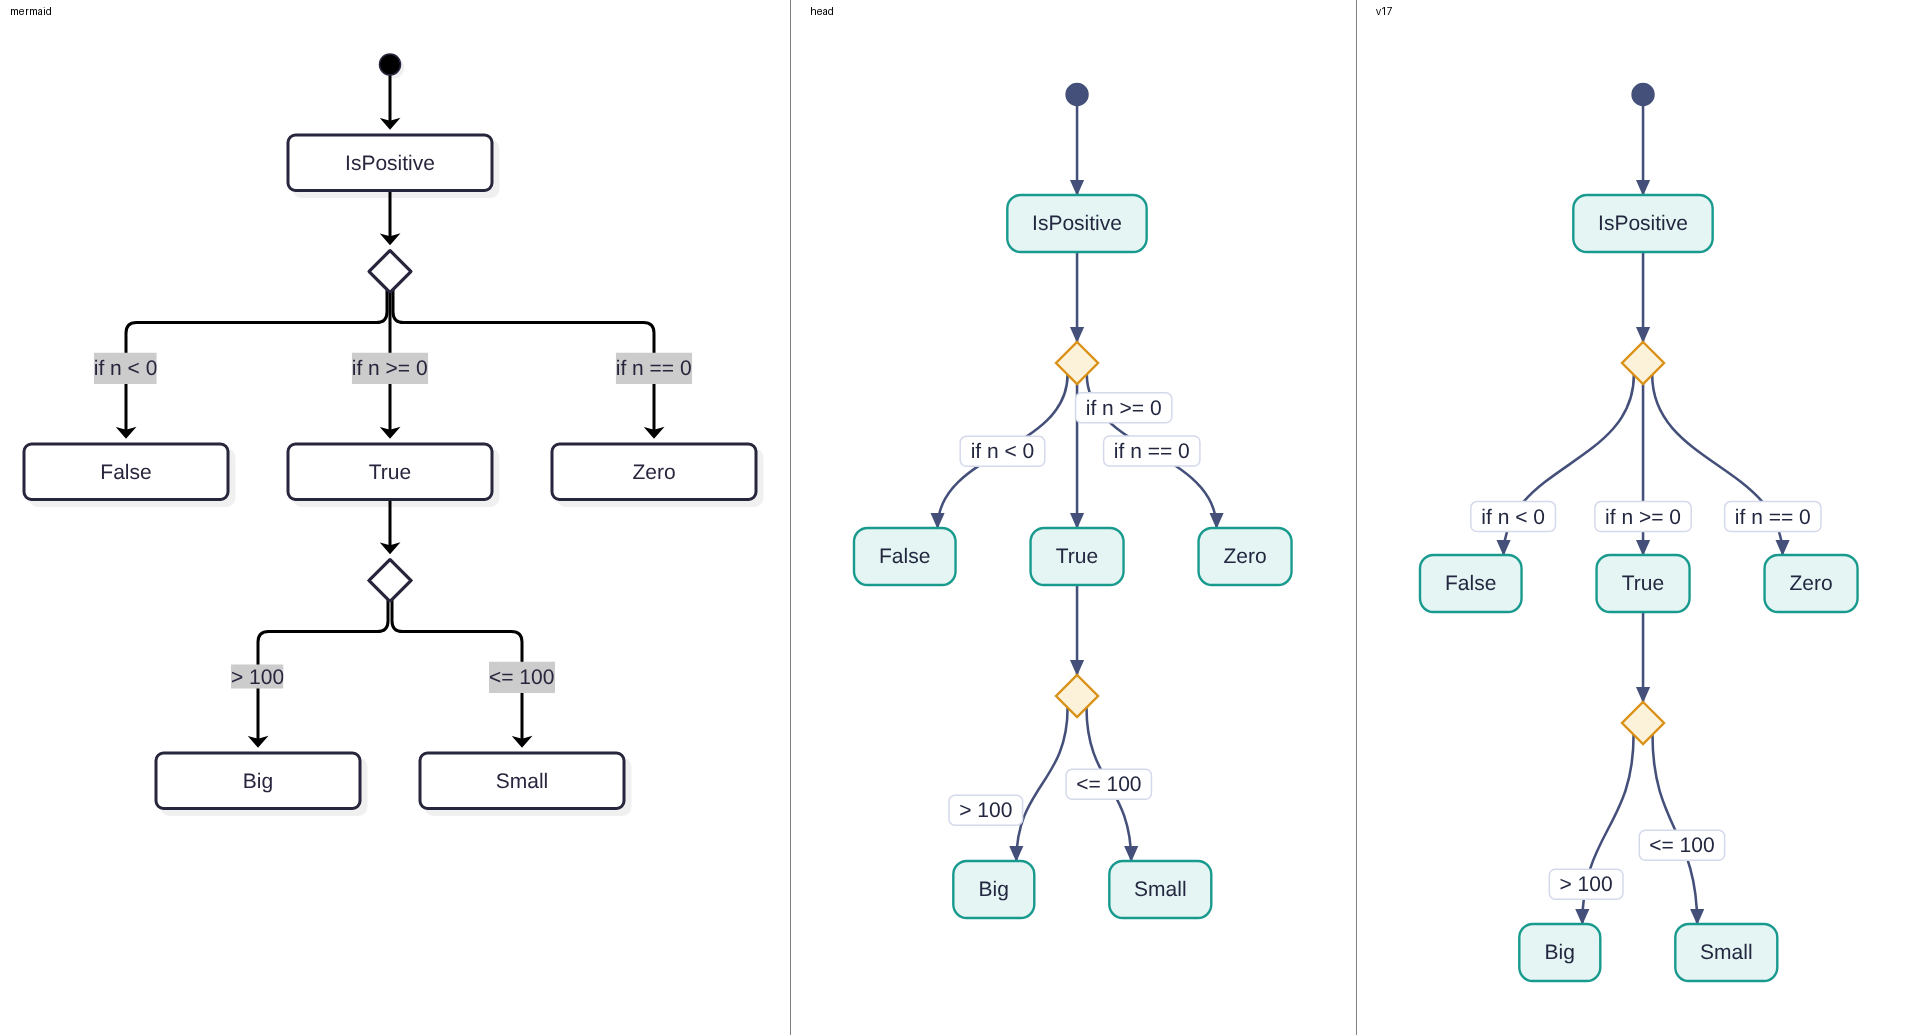 mermaid
IsPositive
if n < 0
if n >= 0
if n == 0
False
True
Zero
> 100
<= 100
Big
Small
head
IsPositive
if n >= 0
if n < 0
if n == 0
False
True
Zero
<= 100
> 100
Big
Small
v17
IsPositive
if n < 0
if n >= 0
if n == 0
False
True
Zero
<= 100
> 100
Big
Small